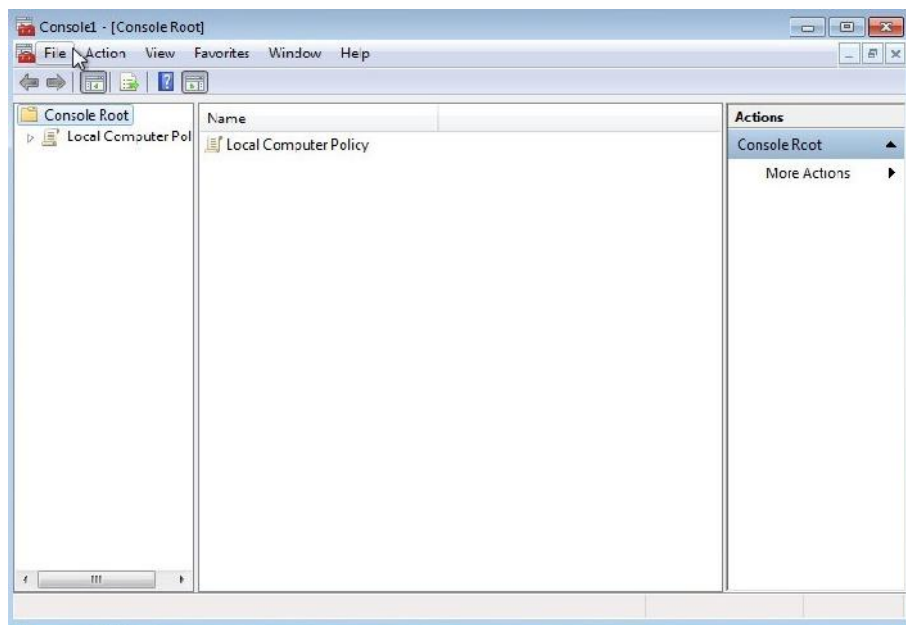 Console1 - [Console Root]
File Action View Favorites Window Help
Console Root
Local Computer Pol
Name
Local Computer Policy
Actions
Console Root
More Actions